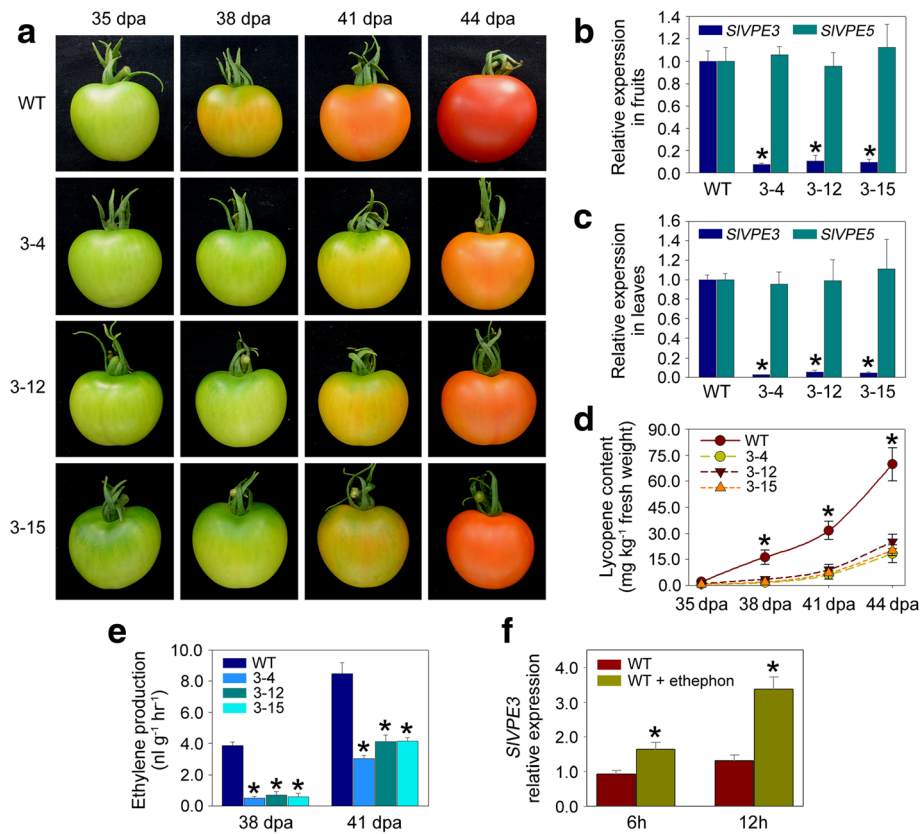 a
35 dpa 38 dpa 41 dpa 44 dpa
WT
3-4
3-12
3-15
b
Relative experssion
in fruits
1.4
1.2
1.0
0.8
0.6
0.4
0.2
0.0
SlVPE3 SlVPE5
* * *
WT 3-4 3-12 3-15
c
Relative experssion
in leaves
1.6
1.4
1.2
1.0
0.8
0.6
0.4
0.2
0
SlVPE3 SlVPE5
* * *
WT 3-4 3-12 3-15
d
Lycopene content
(mg kg⁻¹ fresh weight)
90.0
75.0
60.0
45.0
30.0
15.0
0.0
WT
3-4
3-12
3-15
* * *
35 dpa 38 dpa 41 dpa 44 dpa
e
Ethylene production
(nl g⁻¹ hr⁻¹)
8.0
6.0
4.0
2.0
0.0
WT
3-4
3-12
3-15
* * * * * *
38 dpa 41 dpa
f
SlVPE3
relative expression
4.0
3.0
2.0
1.0
0.0
WT
WT + ethephon
* *
6h 12h